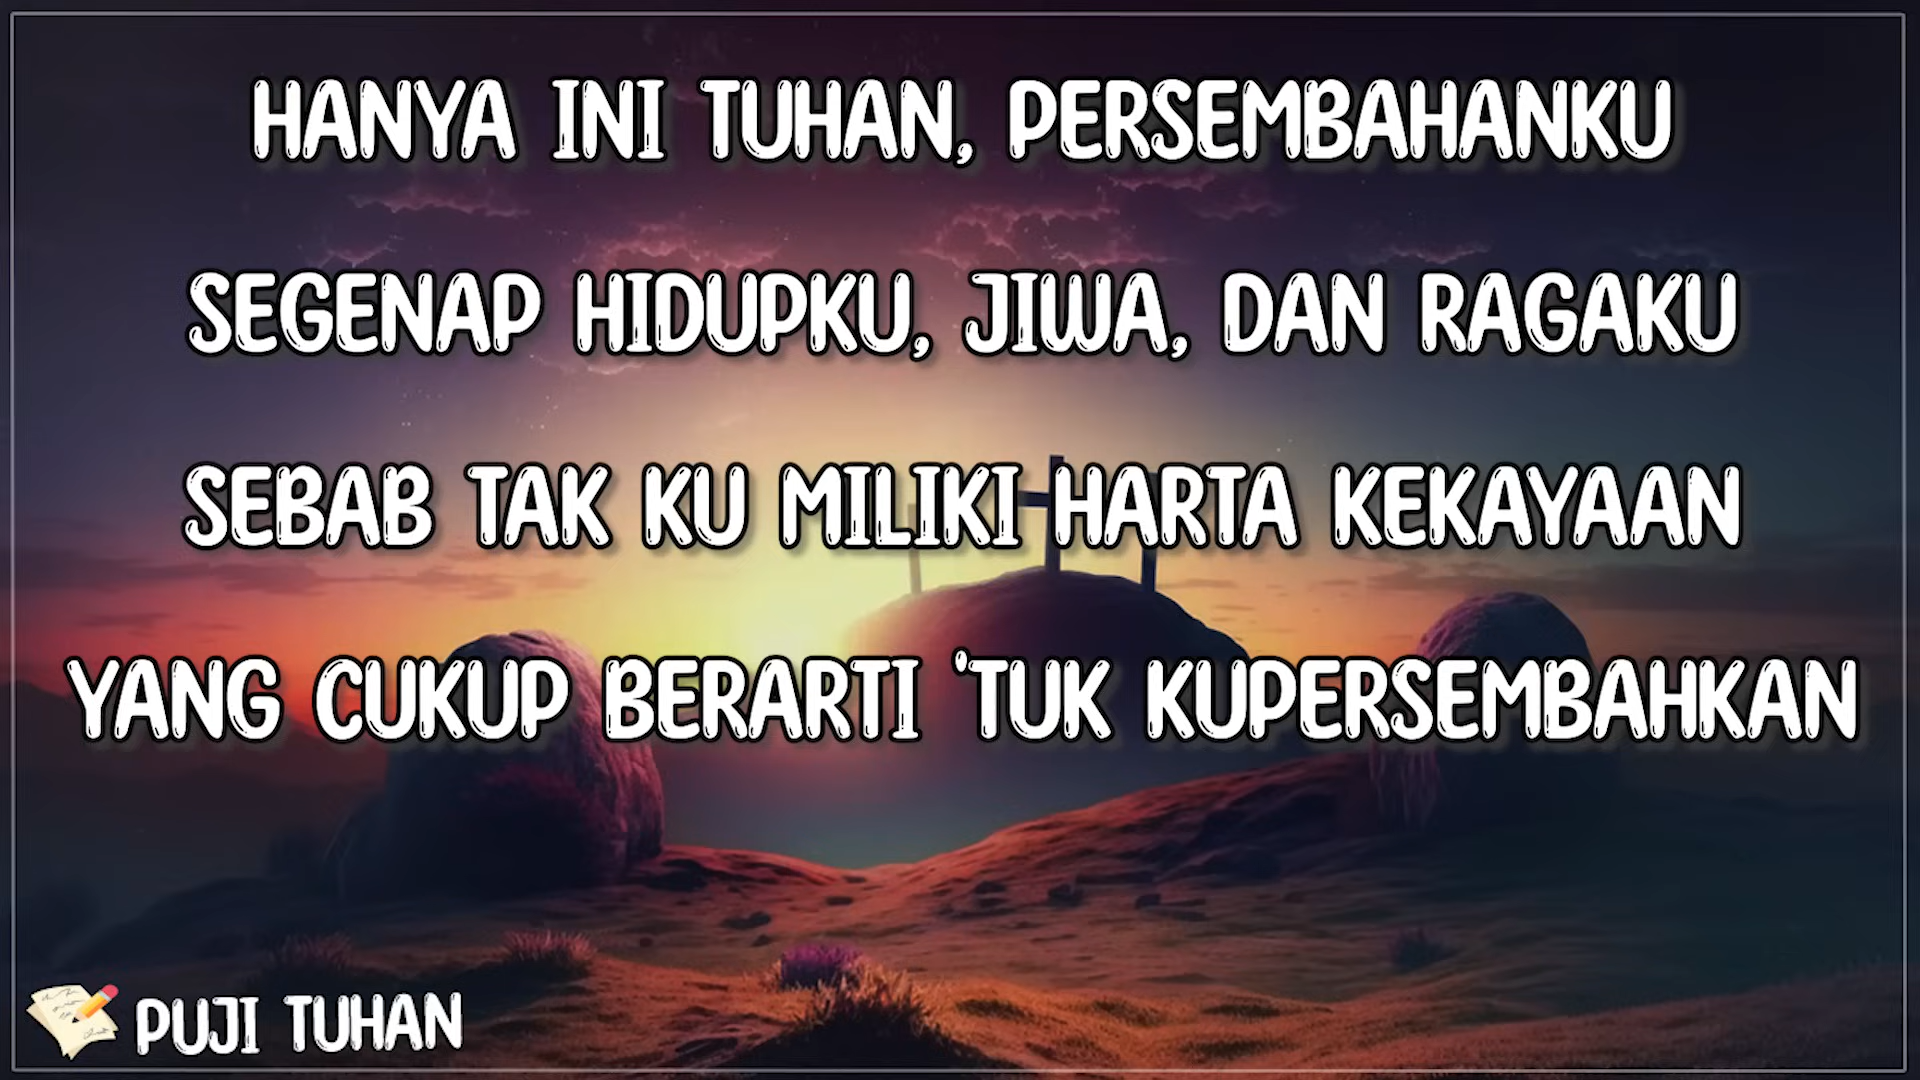 HANYA INI TUHAN, PERSEMBAHANKU
SEGENAP HIDUPKU, JIWA, DAN RAGAKU
SEBAB TAK KU MILIKI HARTA KEKAYAAN
YANG CUKUP BERARTI 'TUK KUPERSEMBAHKAN
PUJI TUHAN